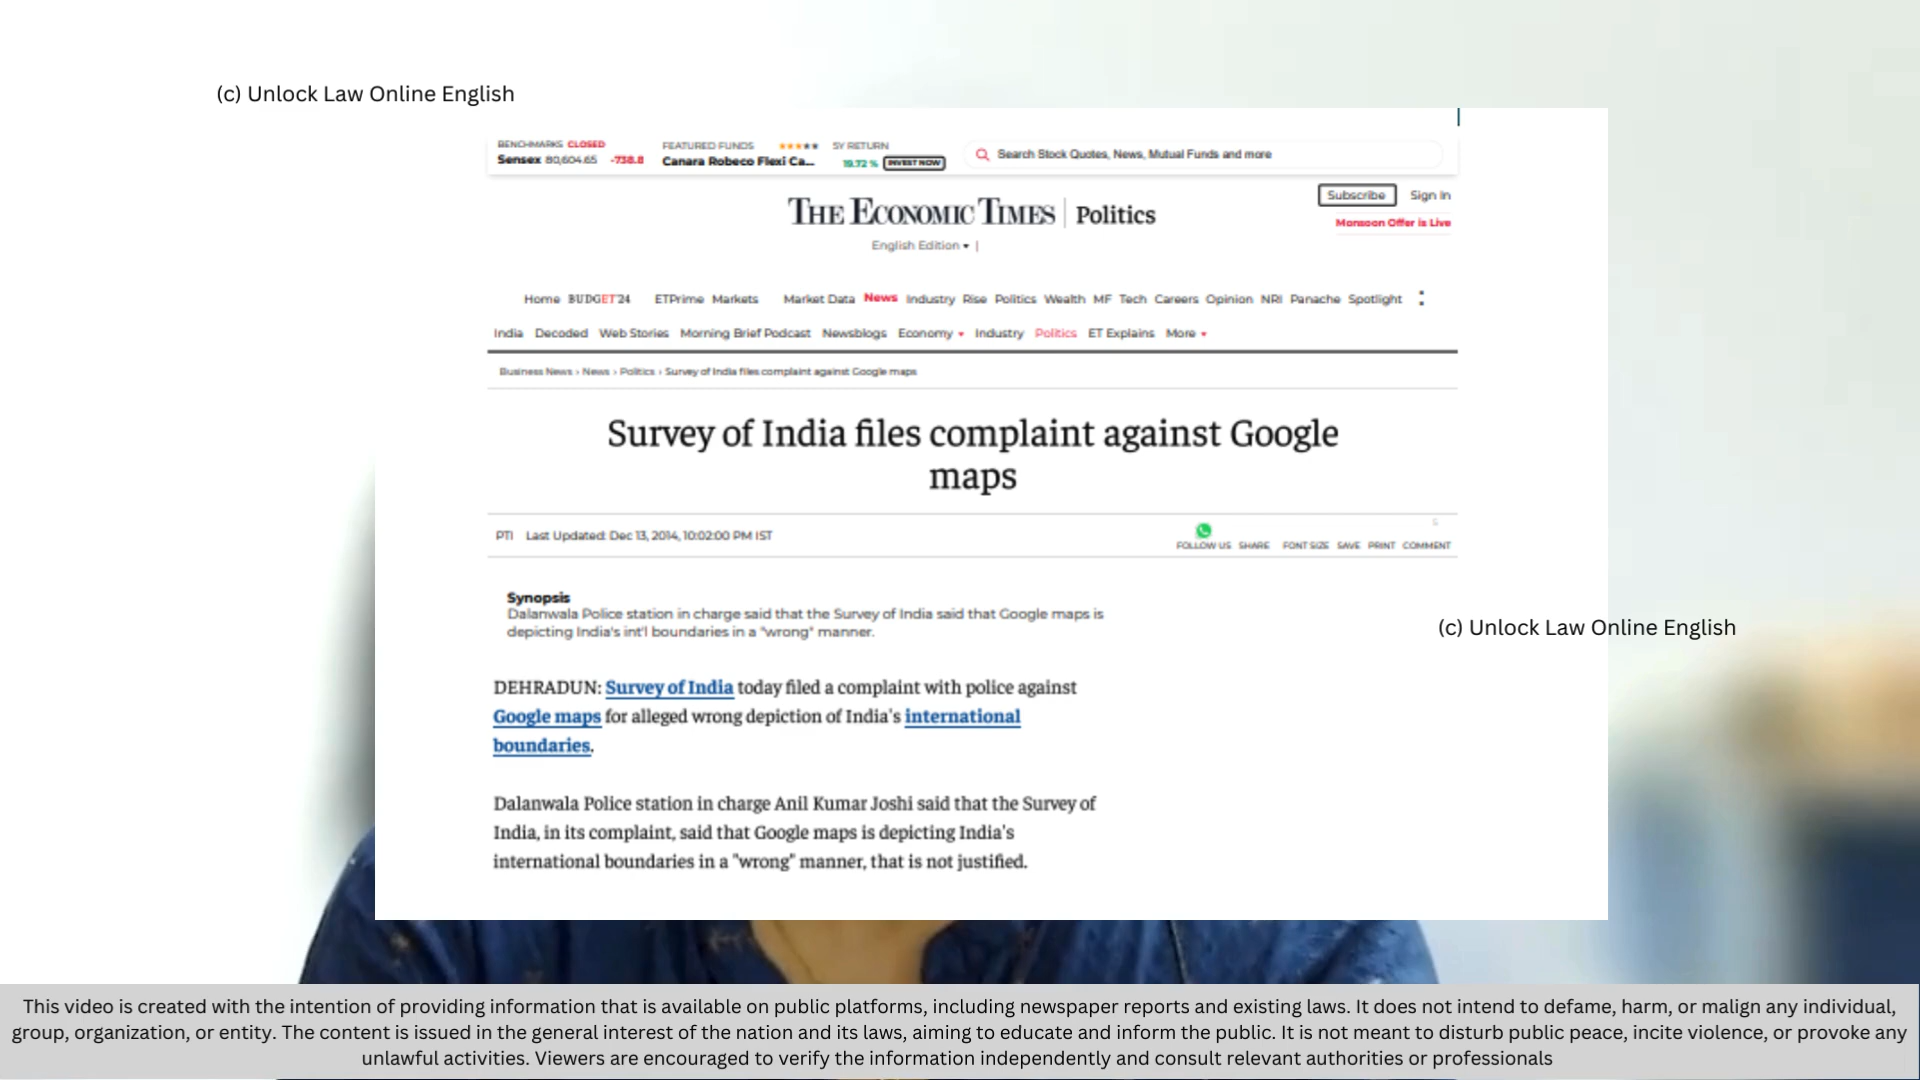 (c) Unlock Law Online English
BENCHMARKS CLOSED
Sensex 80,604.65 -738.8
FEATURED FUNDS
Canara Robeco Flexi Ca...
5Y RETURN
19.72 % INVEST NOW
Search Stock Quotes, News, Mutual Funds and more
THE ECONOMIC TIMES | Politics
Subscribe Sign In
Monsoon Offer is Live
English Edition ▾ |
Home BUDGET'24 ETPrime Markets Market Data News Industry Rise Politics Wealth MF Tech Careers Opinion NRI Panache Spotlight
India Decoded Web Stories Morning Brief Podcast Newsblogs Economy ▾ Industry Politics ET Explains More ▾
Business News › News › Politics › Survey of India files complaint against Google maps
Survey of India files complaint against Google
maps
PTI Last Updated: Dec 13, 2014, 10:02:00 PM IST
FOLLOW US SHARE FONT SIZE SAVE PRINT COMMENT
Synopsis
Dalanwala Police station in charge said that the Survey of India said that Google maps is
depicting India's int'l boundaries in a "wrong" manner.
(c) Unlock Law Online English
DEHRADUN: Survey of India today filed a complaint with police against
Google maps for alleged wrong depiction of India's international
boundaries.
Dalanwala Police station in charge Anil Kumar Joshi said that the Survey of
India, in its complaint, said that Google maps is depicting India's
international boundaries in a "wrong" manner, that is not justified.
This video is created with the intention of providing information that is available on public platforms, including newspaper reports and existing laws. It does not intend to defame, harm, or malign any individual,
group, organization, or entity. The content is issued in the general interest of the nation and its laws, aiming to educate and inform the public. It is not meant to disturb public peace, incite violence, or provoke any
unlawful activities. Viewers are encouraged to verify the information independently and consult relevant authorities or professionals